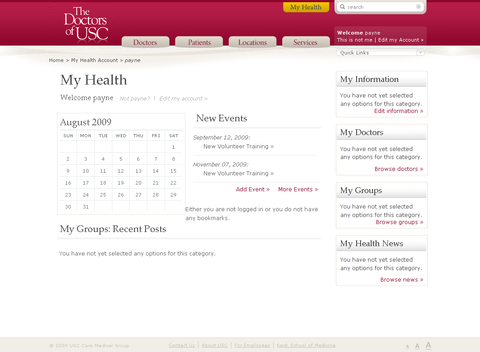 The
Doctors
of USC
My Health
search
Welcome payne
This is not me | Edit my Account »
Doctors
Patients
Locations
Services
Quick Links
Home > My Health Account > payne
My Health
Welcome payne
Not payne? | Edit my account »
August 2009
SUN MON TUE WED THU FRI SAT
1
2 3 4 5 6 7 8
9 10 11 12 13 14 15
16 17 18 19 20 21 22
23 24 25 26 27 28 29
30 31
New Events
September 12, 2009:
New Volunteer Training »
November 07, 2009:
New Volunteer Training »
Add Event » More Events »
Either you are not logged in or you do not have
any bookmarks.
My Groups: Recent Posts
You have not yet selected any options for this category.
My Information
You have not yet selected
any options for this category.
Edit information »
My Doctors
You have not yet selected
any options for this category.
Browse doctors »
My Groups
You have not yet selected
any options for this category.
Browse groups »
My Health News
You have not yet selected
any options for this category.
Browse news »
© 2009 USC Care Medical Group
Contact Us | About USC | For Employees | Keck School of Medicine
A A A